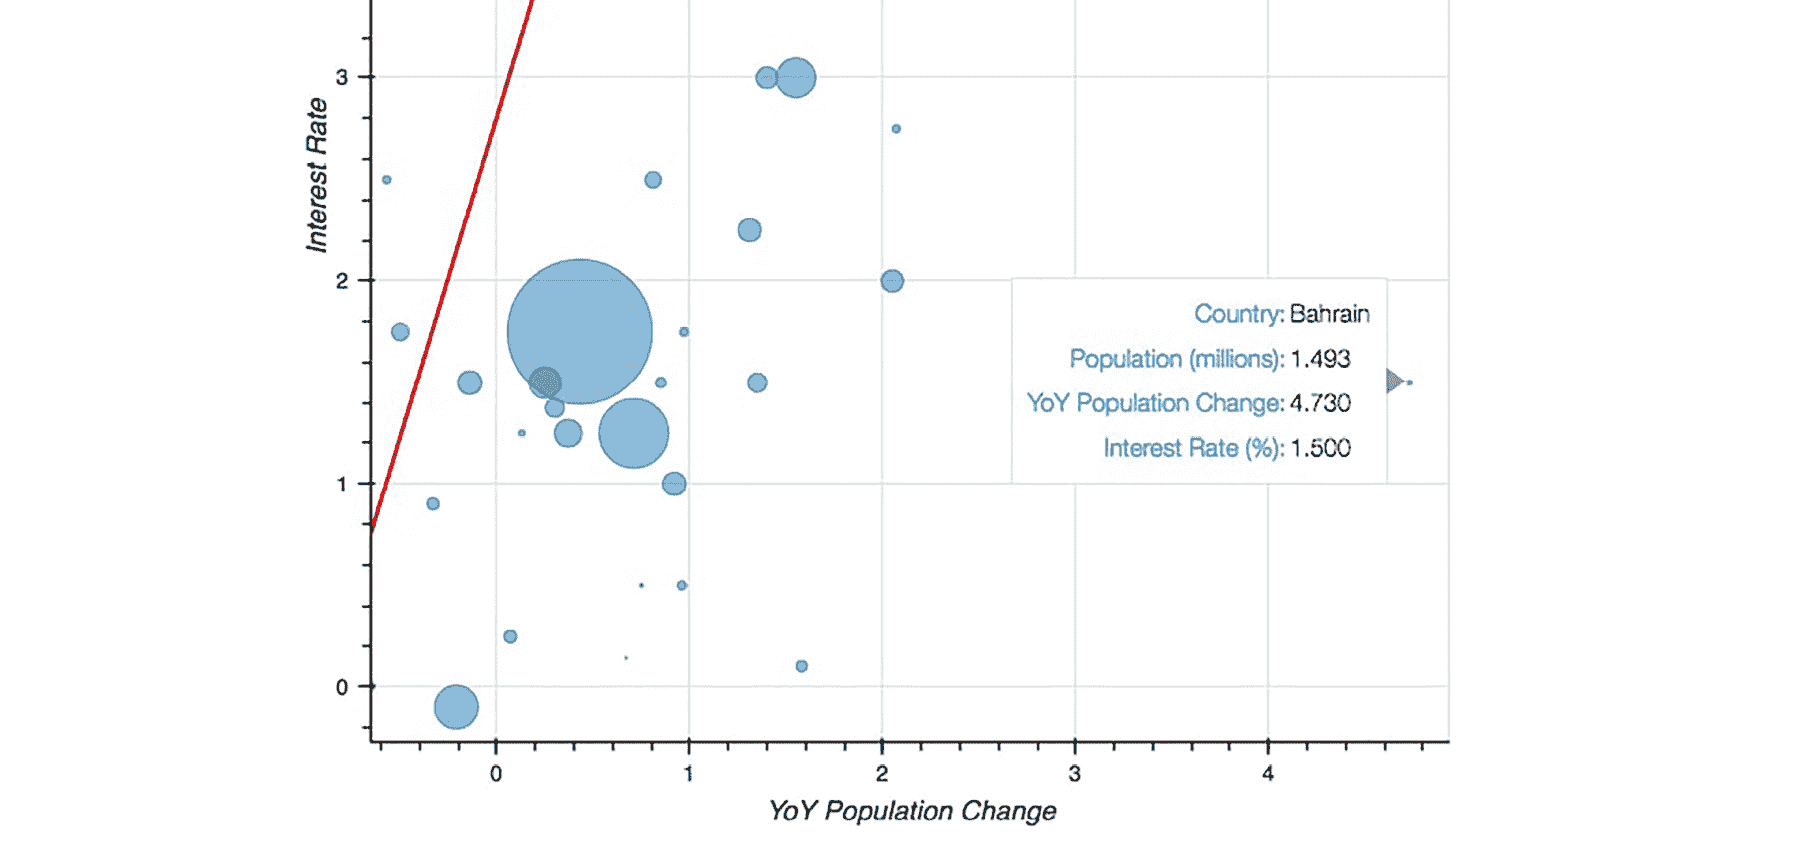 3
2
1
0
Interest Rate
Country: Bahrain
Population (millions): 1.493
YoY Population Change: 4.730
Interest Rate (%): 1.500
0 1 2 3 4
YoY Population Change